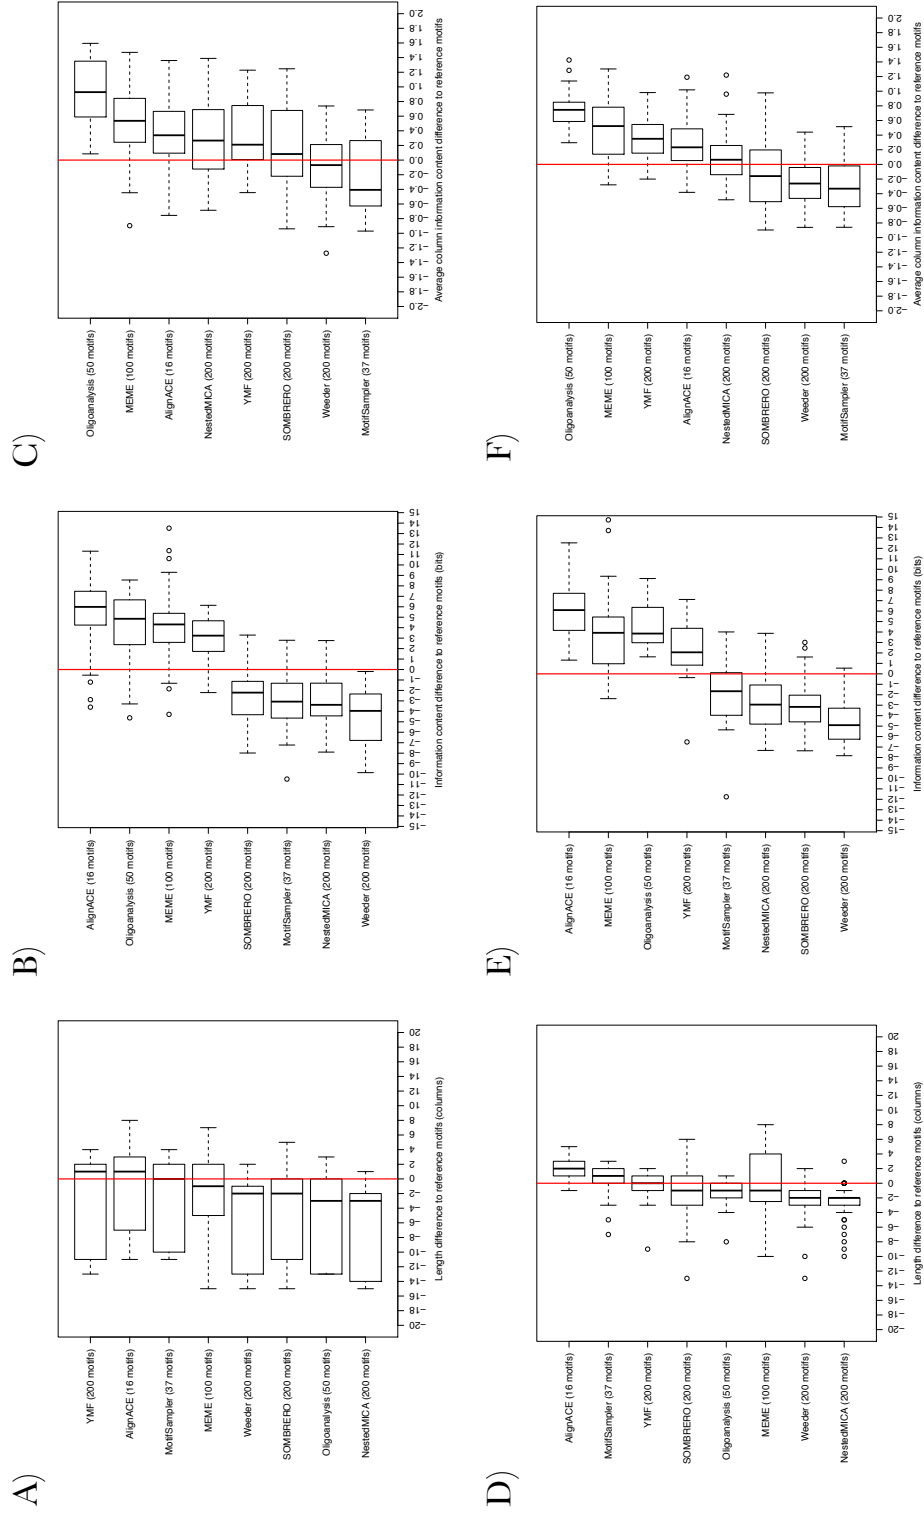 A)
YMF (200 motifs)
AlignACE (16 motifs)
MotifSampler (37 motifs)
MEME (100 motifs)
Weeder (200 motifs)
SOMBRERO (200 motifs)
Oligoanalysis (50 motifs)
NestedMICA (200 motifs)
−20 −18 −16 −14 −12 −10 −8 −6 −4 −2 0 2 4 6 8 10 12 14 16 18 20
Length difference to reference motifs (columns)
B)
AlignACE (16 motifs)
Oligoanalysis (50 motifs)
MEME (100 motifs)
YMF (200 motifs)
SOMBRERO (200 motifs)
MotifSampler (37 motifs)
NestedMICA (200 motifs)
Weeder (200 motifs)
−15 −14 −13 −12 −11 −10 −9 −8 −7 −6 −5 −4 −3 −2 −1 0 1 2 3 4 5 6 7 8 9 10 11 12 13 14 15
Information content difference to reference motifs (bits)
C)
Oligoanalysis (50 motifs)
MEME (100 motifs)
AlignACE (16 motifs)
NestedMICA (200 motifs)
YMF (200 motifs)
SOMBRERO (200 motifs)
Weeder (200 motifs)
MotifSampler (37 motifs)
−2.0 −1.8 −1.6 −1.4 −1.2 −1.0 −0.8 −0.6 −0.4 −0.2 0.0 0.2 0.4 0.6 0.8 1.0 1.2 1.4 1.6 1.8 2.0
Average column information content difference to reference motifs
D)
AlignACE (16 motifs)
MotifSampler (37 motifs)
YMF (200 motifs)
SOMBRERO (200 motifs)
Oligoanalysis (50 motifs)
MEME (100 motifs)
Weeder (200 motifs)
NestedMICA (200 motifs)
−20 −18 −16 −14 −12 −10 −8 −6 −4 −2 0 2 4 6 8 10 12 14 16 18 20
Length difference to reference motifs (columns)
E)
AlignACE (16 motifs)
MEME (100 motifs)
Oligoanalysis (50 motifs)
YMF (200 motifs)
MotifSampler (37 motifs)
NestedMICA (200 motifs)
SOMBRERO (200 motifs)
Weeder (200 motifs)
−15 −14 −13 −12 −11 −10 −9 −8 −7 −6 −5 −4 −3 −2 −1 0 1 2 3 4 5 6 7 8 9 10 11 12 13 14 15
Information content difference to reference motifs (bits)
F)
Oligoanalysis (50 motifs)
MEME (100 motifs)
YMF (200 motifs)
AlignACE (16 motifs)
NestedMICA (200 motifs)
SOMBRERO (200 motifs)
Weeder (200 motifs)
MotifSampler (37 motifs)
−2.0 −1.8 −1.6 −1.4 −1.2 −1.0 −0.8 −0.6 −0.4 −0.2 0.0 0.2 0.4 0.6 0.8 1.0 1.2 1.4 1.6 1.8 2.0
Average column information content difference to reference motifs